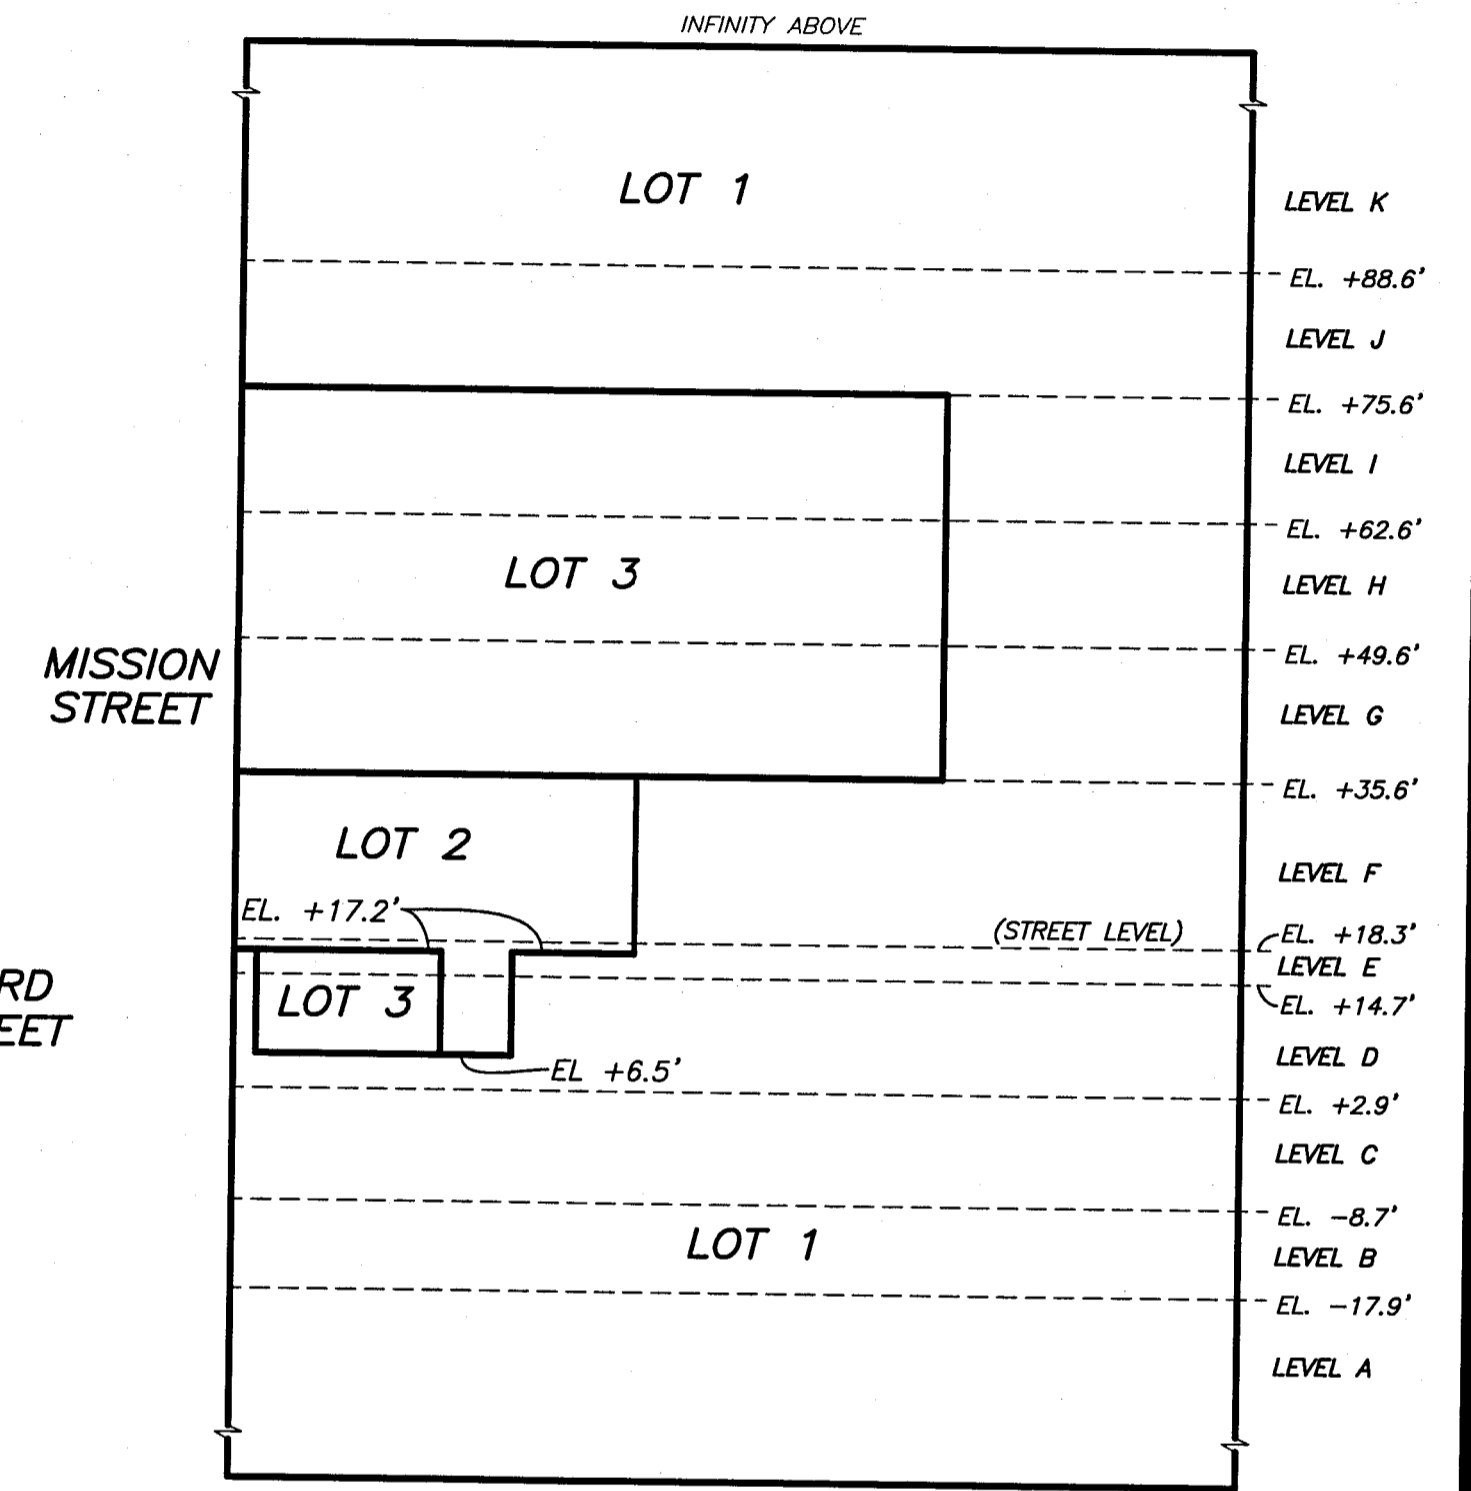 INFINITY ABOVE
LOT 1
LEVEL K
EL. +88.6'
LEVEL J
EL. +75.6'
LEVEL I
EL. +62.6'
LOT 3
LEVEL H
EL. +49.6'
MISSION
STREET
LEVEL G
EL. +35.6'
LOT 2
LEVEL F
EL. +17.2'
(STREET LEVEL)
EL. +18.3'
LEVEL E
RD
LOT 3
EL. +14.7'
EET
LEVEL D
EL +6.5'
EL. +2.9'
LEVEL C
EL. -8.7'
LOT 1
LEVEL B
EL. -17.9'
LEVEL A